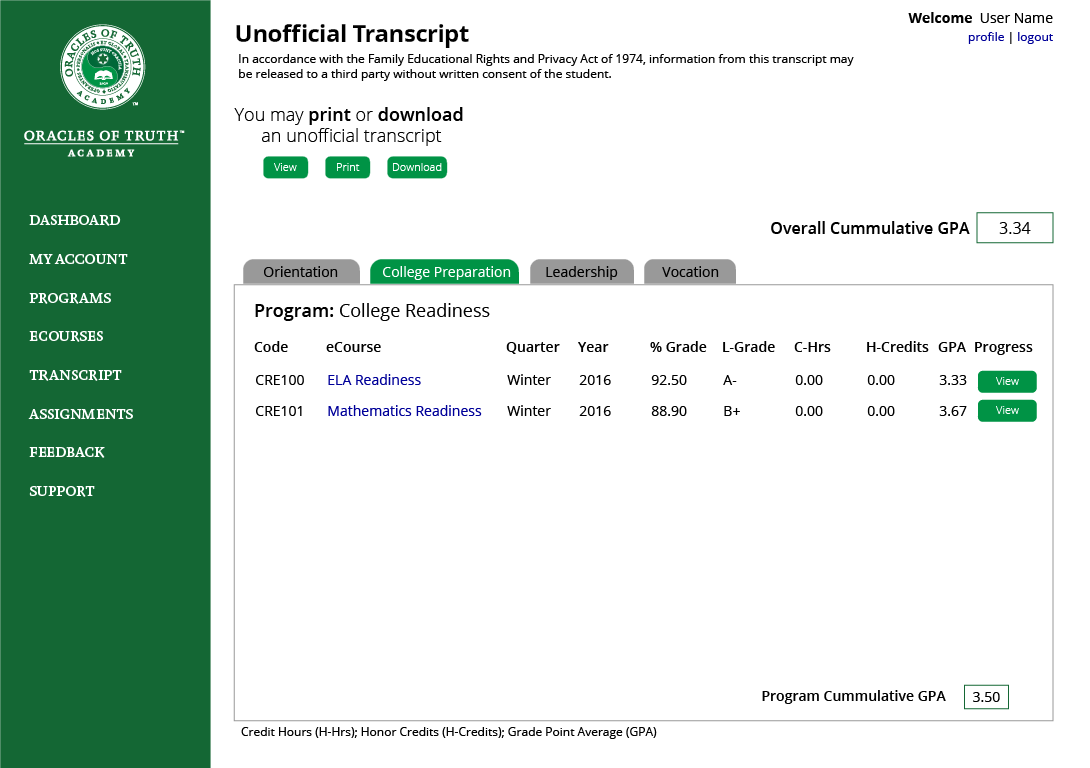 ORACLES OF TRUTH
ACADEMY
™
ORACLES OF TRUTH™
ACADEMY
DASHBOARD
MY ACCOUNT
PROGRAMS
ECOURSES
TRANSCRIPT
ASSIGNMENTS
FEEDBACK
SUPPORT
Welcome User Name
profile | logout
Unofficial Transcript
In accordance with the Family Educational Rights and Privacy Act of 1974, information from this transcript may
be released to a third party without written consent of the student.
You may print or download
an unofficial transcript
View Print Download
Overall Cummulative GPA 3.34
Orientation College Preparation Leadership Vocation
Program: College Readiness
Code eCourse Quarter Year % Grade L-Grade C-Hrs H-Credits GPA Progress
CRE100 ELA Readiness Winter 2016 92.50 A- 0.00 0.00 3.33 View
CRE101 Mathematics Readiness Winter 2016 88.90 B+ 0.00 0.00 3.67 View
Program Cummulative GPA 3.50
Credit Hours (H-Hrs); Honor Credits (H-Credits); Grade Point Average (GPA)